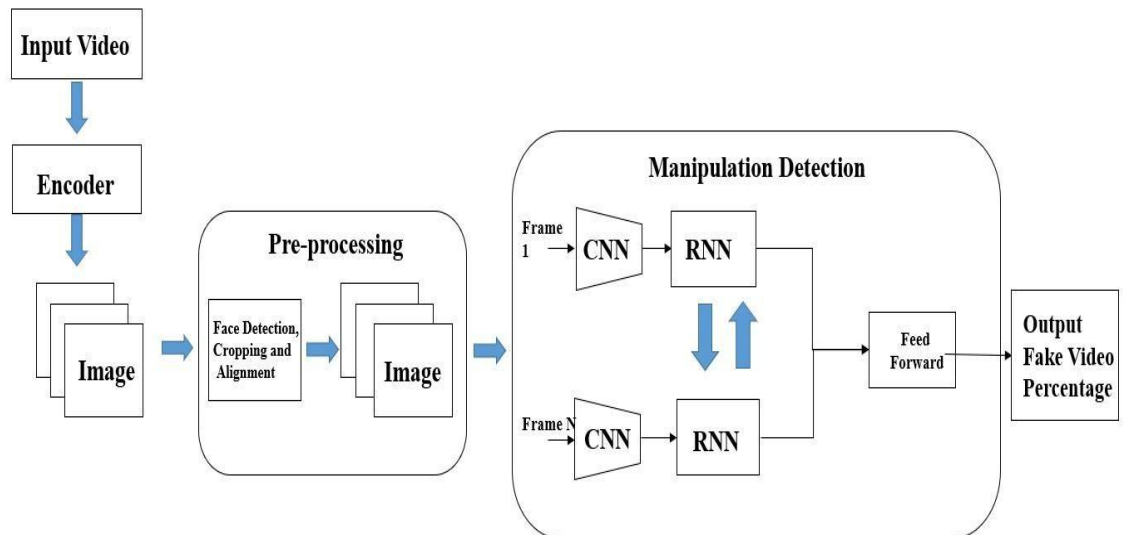 Input Video
Encoder
Image
Pre-processing
Face Detection,
Cropping and
Alignment
Image
Manipulation Detection
Frame
1
CNN
RNN
Frame N
CNN
RNN
Feed
Forward
Output
Fake Video
Percentage